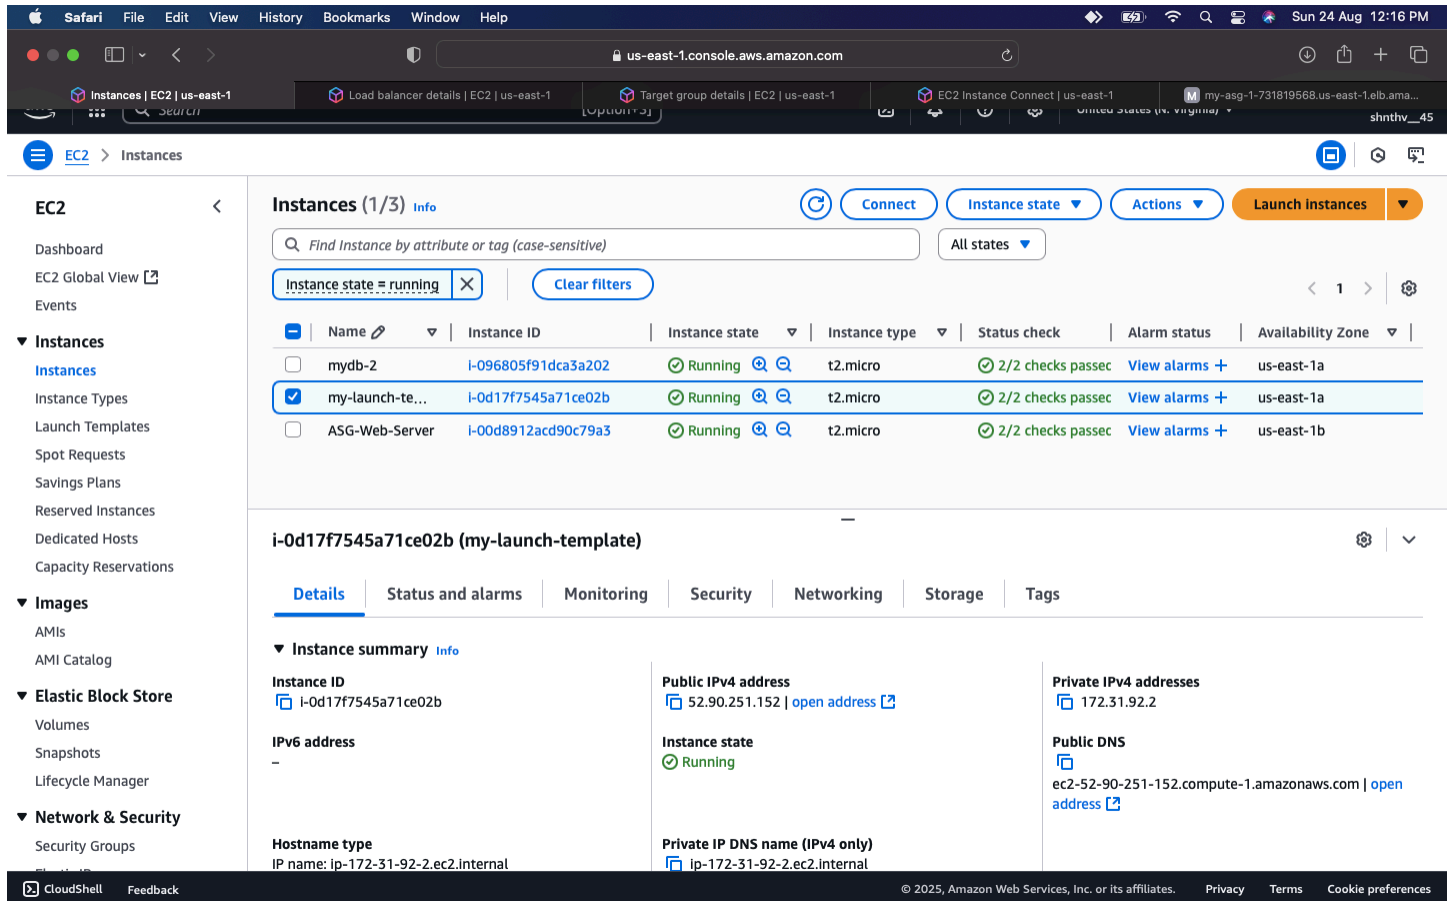 Safari File Edit View History Bookmarks Window Help Sun 24 Aug 12:16 PM
us-east-1.console.aws.amazon.com
Instances | EC2 | us-east-1 Load balancer details | EC2 | us-east-1 Target group details | EC2 | us-east-1 EC2 Instance Connect | us-east-1 M my-asg-1-731819568.us-east-1.elb.ama...
aws Search [Option+S] United States (N. Virginia)
shnthv__45
EC2 Instances
EC2
Dashboard
EC2 Global View
Events
Instances
Instances
Instance Types
Launch Templates
Spot Requests
Savings Plans
Reserved Instances
Dedicated Hosts
Capacity Reservations
Images
AMIs
AMI Catalog
Elastic Block Store
Volumes
Snapshots
Lifecycle Manager
Network & Security
Security Groups
Instances (1/3) Info Connect Instance state Actions Launch instances
Find Instance by attribute or tag (case-sensitive) All states
Instance state = running Clear filters 1
Name Instance ID Instance state Instance type Status check Alarm status Availability Zone
mydb-2 i-096805f91dca3a202 Running t2.micro 2/2 checks passed View alarms us-east-1a
my-launch-te... i-0d17f7545a71ce02b Running t2.micro 2/2 checks passed View alarms us-east-1a
ASG-Web-Server i-00d8912acd90c79a3 Running t2.micro 2/2 checks passed View alarms us-east-1b
i-0d17f7545a71ce02b (my-launch-template)
Details Status and alarms Monitoring Security Networking Storage Tags
Instance summary Info
Instance ID
i-0d17f7545a71ce02b
Public IPv4 address
52.90.251.152 | open address
Private IPv4 addresses
172.31.92.2
IPv6 address
–
Instance state
Running
Public DNS
ec2-52-90-251-152.compute-1.amazonaws.com | open
address
Hostname type
IP name: ip-172-31-92-2.ec2.internal
Private IP DNS name (IPv4 only)
ip-172-31-92-2.ec2.internal
CloudShell Feedback © 2025, Amazon Web Services, Inc. or its affiliates. Privacy Terms Cookie preferences